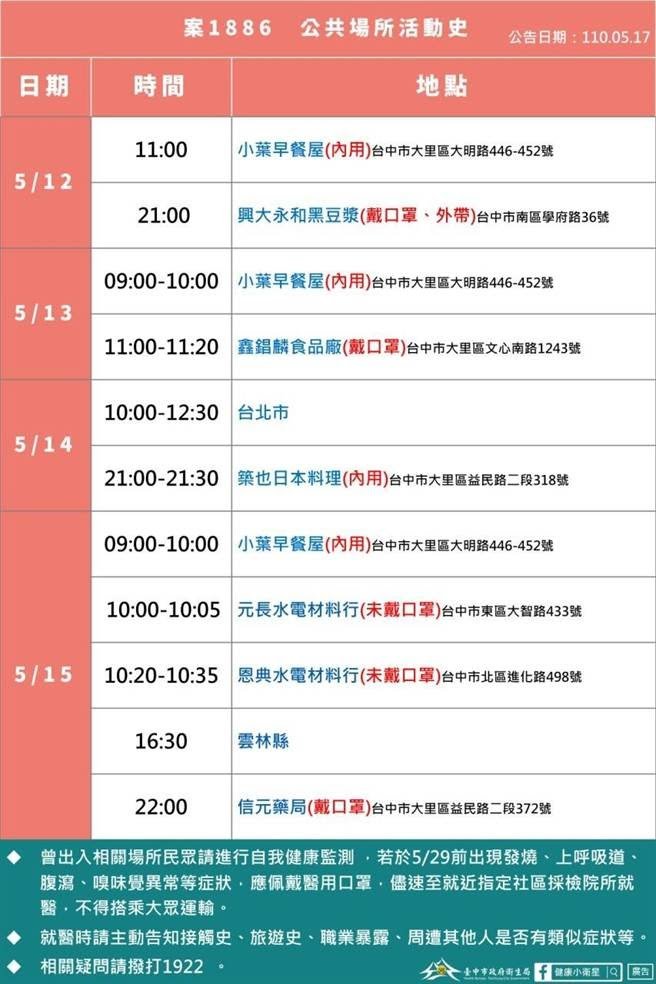 案1886 公共場所活動史
公告日期：110.05.17
日期 時間 地點
5/12
11:00 小葉早餐屋(內用)台中市大里區大明路446-452號
21:00 興大永和黑豆漿(戴口罩、外帶)台中市南區學府路36號
5/13
09:00-10:00 小葉早餐屋(內用)台中市大里區大明路446-452號
11:00-11:20 鑫錩麟食品廠(戴口罩)台中市大里區文心南路1243號
5/14
10:00-12:30 台北市
21:00-21:30 築也日本料理(內用)台中市大里區益民路二段318號
5/15
09:00-10:00 小葉早餐屋(內用)台中市大里區大明路446-452號
10:00-10:05 元長水電材料行(未戴口罩)台中市東區大智路433號
10:20-10:35 恩典水電材料行(未戴口罩)台中市北區進化路498號
16:30 雲林縣
22:00 信元藥局(戴口罩)台中市大里區益民路二段372號
◆ 曾出入相關場所民眾請進行自我健康監測，若於5/29前出現發燒、上呼吸道、
腹瀉、嗅味覺異常等症狀，應佩戴醫用口罩，儘速至就近指定社區採檢院所就
醫，不得搭乘大眾運輸。
◆ 就醫時請主動告知接觸史、旅遊史、職業暴露、周遭其他人是否有類似症狀等。
◆ 相關疑問請撥打1922 。
臺中市政府衛生局
f 健康小衛星
廣告